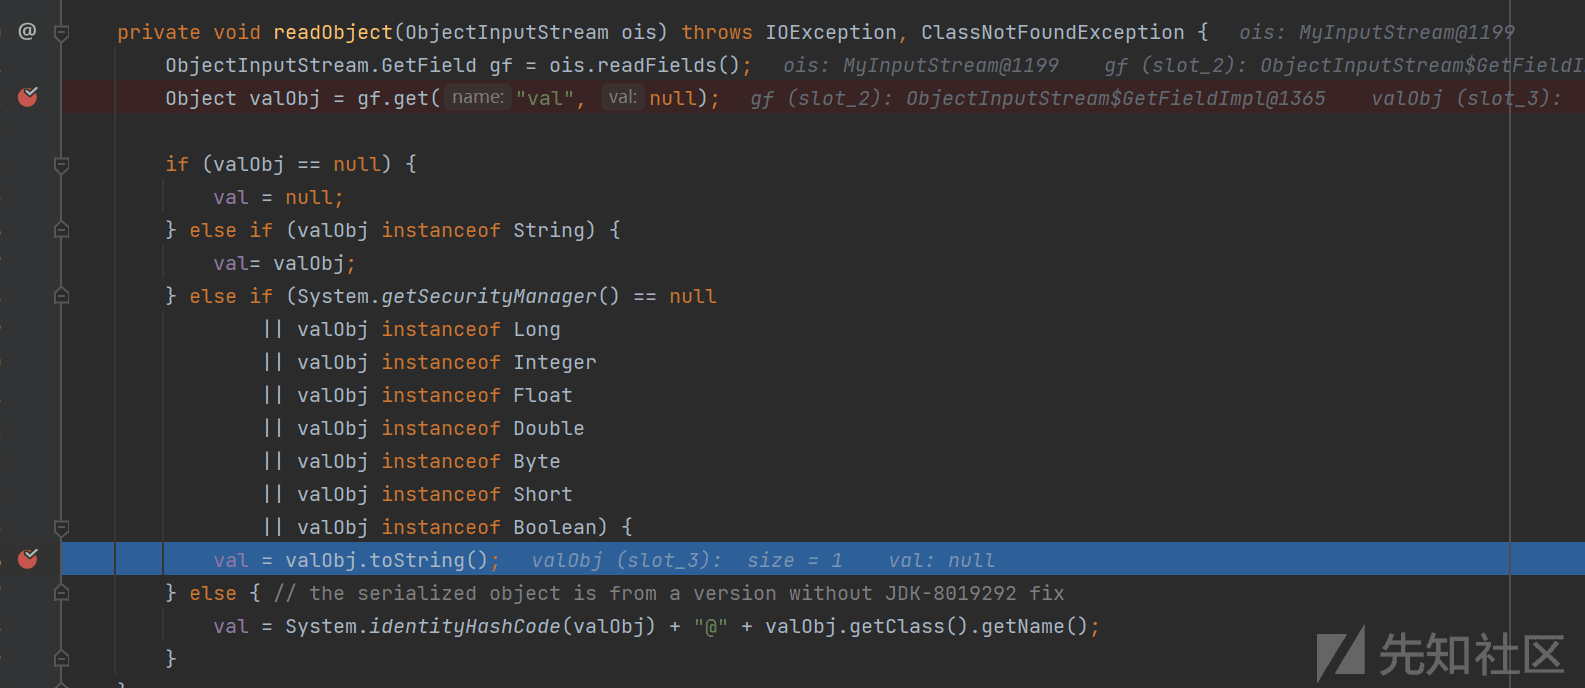 @ private void readObject(ObjectInputStream ois) throws IOException, ClassNotFoundException { ois: MyInputStream@1199
ObjectInputStream.GetField gf = ois.readFields(); ois: MyInputStream@1199 gf (slot_2): ObjectInputStream$GetFieldI
Object valObj = gf.get( name: "val", val: null); gf (slot_2): ObjectInputStream$GetFieldImpl@1365 valObj (slot_3):
if (valObj == null) {
val = null;
} else if (valObj instanceof String) {
val= valObj;
} else if (System.getSecurityManager() == null
|| valObj instanceof Long
|| valObj instanceof Integer
|| valObj instanceof Float
|| valObj instanceof Double
|| valObj instanceof Byte
|| valObj instanceof Short
|| valObj instanceof Boolean) {
val = valObj.toString(); valObj (slot_3): size = 1 val: null
} else { // the serialized object is from a version without JDK-8019292 fix
val = System.identityHashCode(valObj) + "@" + valObj.getClass().getName();
}
先知社区